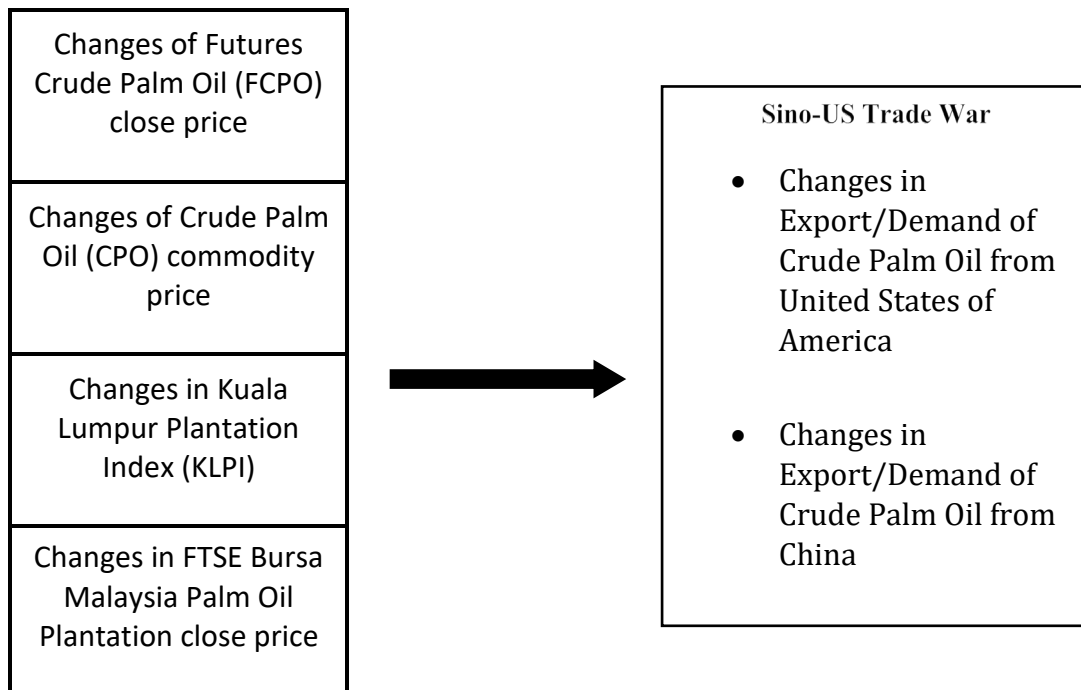 Changes of Futures
Crude Palm Oil (FCPO)
close price
Changes of Crude Palm
Oil (CPO) commodity
price
Changes in Kuala
Lumpur Plantation
Index (KLPI)
Changes in FTSE Bursa
Malaysia Palm Oil
Plantation close price
Sino-US Trade War
• Changes in
Export/Demand of
Crude Palm Oil from
United States of
America
• Changes in
Export/Demand of
Crude Palm Oil from
China